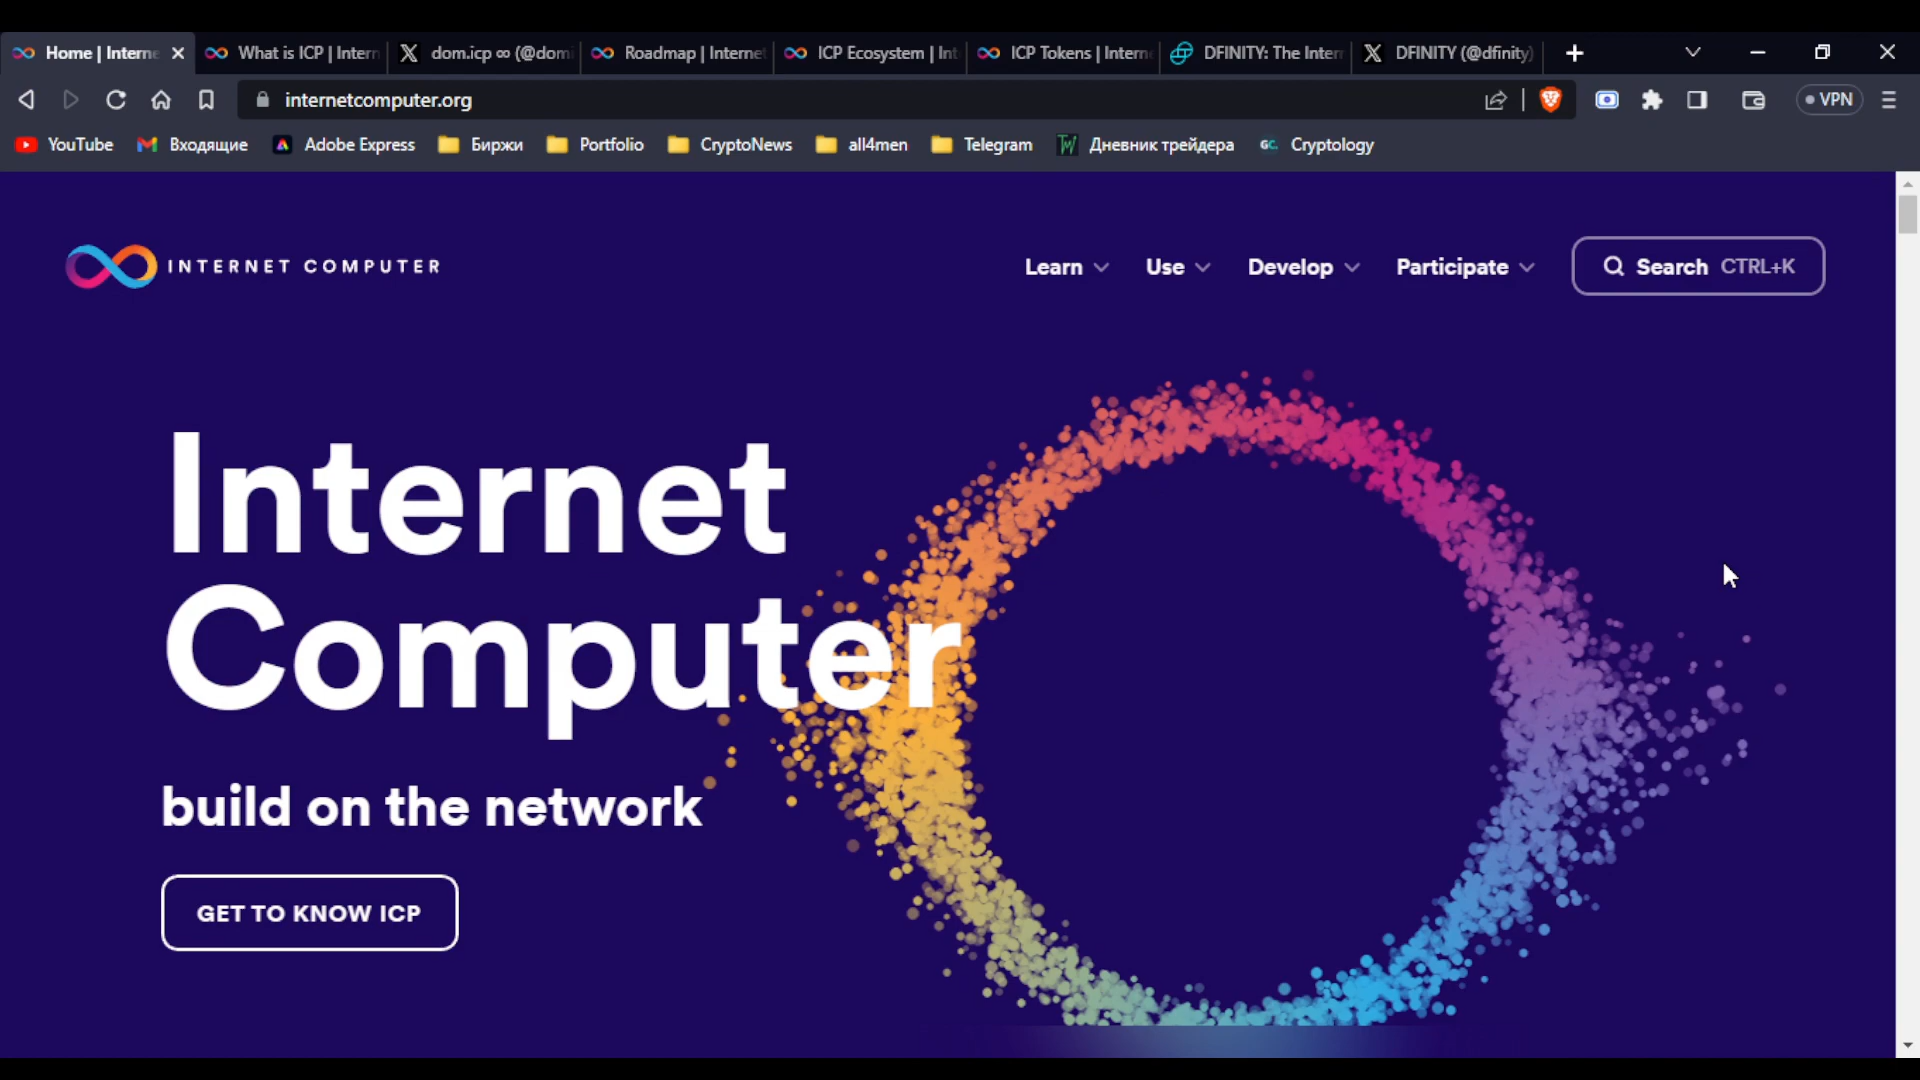 Home | Interne
What is ICP | Intern
dom.icp ∞ (@dom
Roadmap | Internet
ICP Ecosystem | Int
ICP Tokens | Intern
DFINITY: The Inter
DFINITY (@dfinity)
internetcomputer.org
VPN
YouTube
Входящие
Adobe Express
Биржи
Portfolio
CryptoNews
all4men
Telegram
Дневник трейдера
Cryptology
INTERNET COMPUTER
Learn
Use
Develop
Participate
Search CTRL+K
Internet
Computer
build on the network
GET TO KNOW ICP